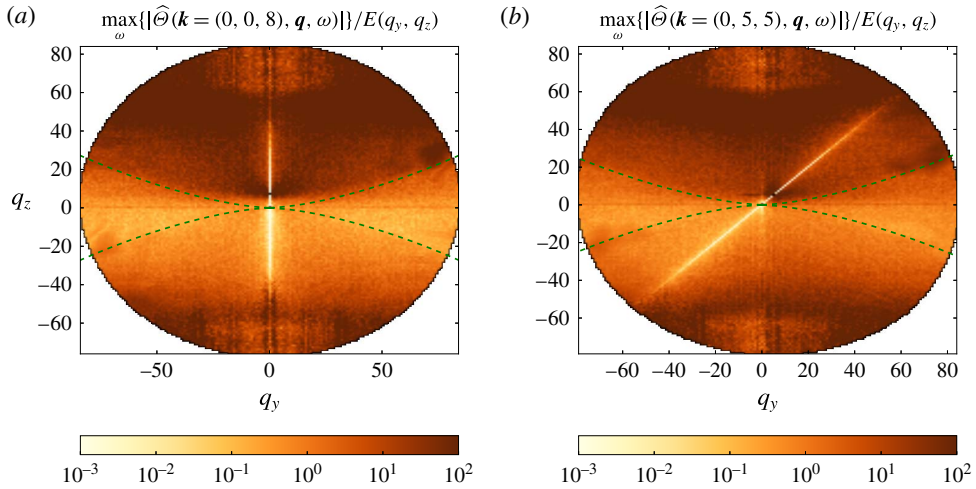 (a) max_ω{|Θ̂(k = (0, 0, 8), q, ω)|}/E(q_y, q_z)
80
60
40
20
q_z 0
−20
−40
−60
−50 0 50
q_y
10^−3 10^−2 10^−1 10^0 10^1 10^2
(b) max_ω{|Θ̂(k = (0, 5, 5), q, ω)|}/E(q_y, q_z)
80
60
40
20
0
−20
−40
−60
−60 −40 −20 0 20 40 60 80
q_y
10^−3 10^−2 10^−1 10^0 10^1 10^2